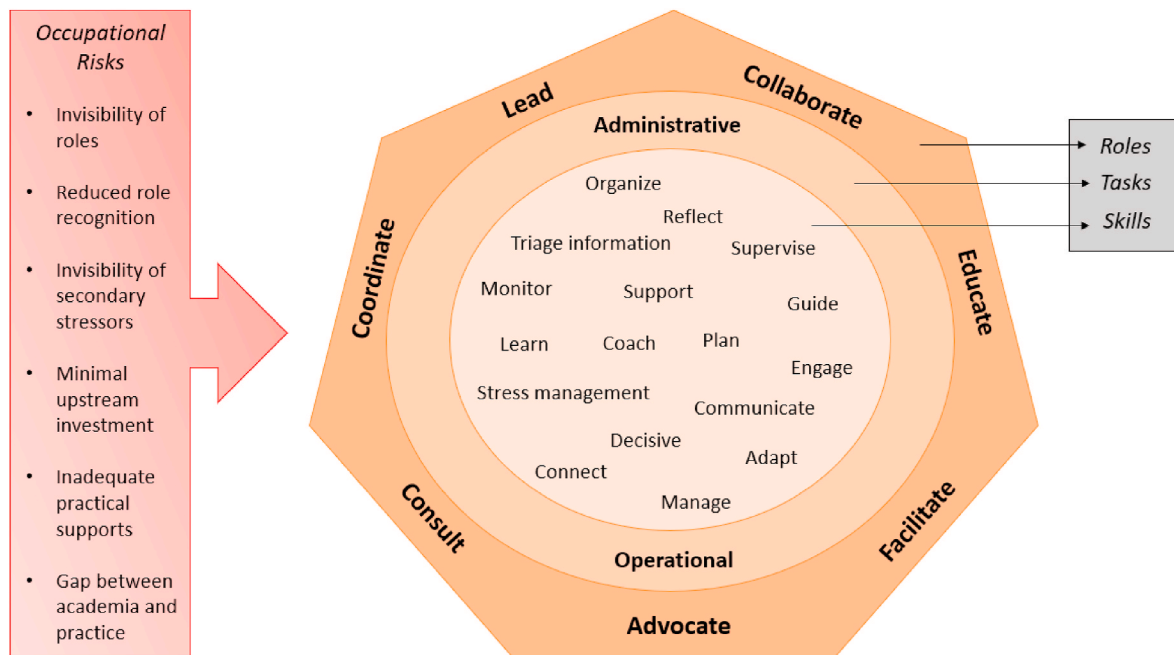 Occupational
Risks
• Invisibility of
roles
• Reduced role
recognition
• Invisibility of
secondary
stressors
• Minimal
upstream
investment
• Inadequate
practical
supports
• Gap between
academia and
practice
Lead
Collaborate
Coordinate
Educate
Consult
Facilitate
Advocate
Administrative
Operational
Organize
Reflect
Triage information
Supervise
Monitor
Support
Guide
Learn
Coach
Plan
Engage
Stress management
Communicate
Decisive
Adapt
Connect
Manage
Roles
Tasks
Skills